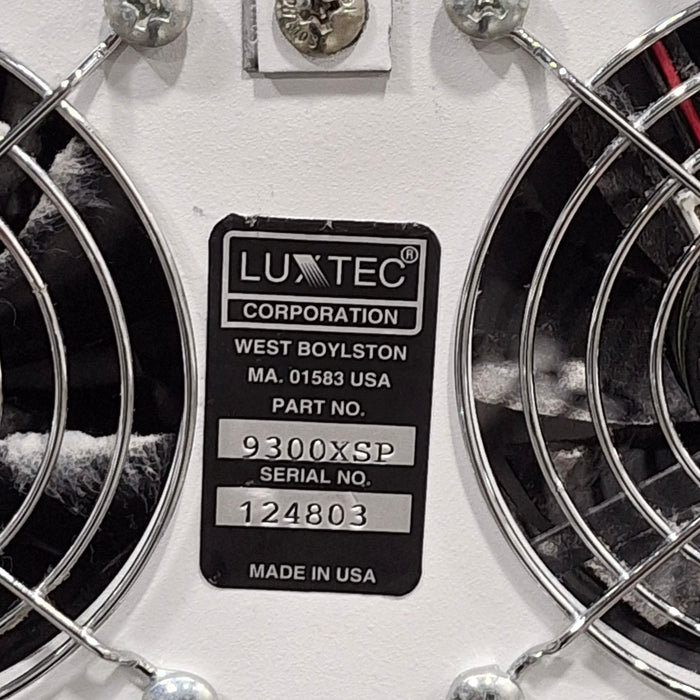 LUXTEC®
CORPORATION
WEST BOYLSTON
MA. 01583 USA
PART NO.
9300XSP
SERIAL NO.
124803
MADE IN USA